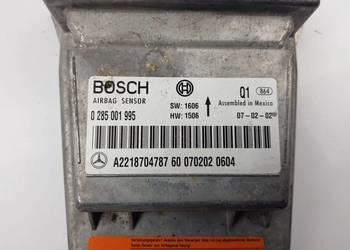 BOSCH
AIRBAG SENSOR
0 285 001 995
SW: 1606
HW: 1506
Q1 864
Assembled in Mexico
07-02-02
A2218704787 60 070202 0604